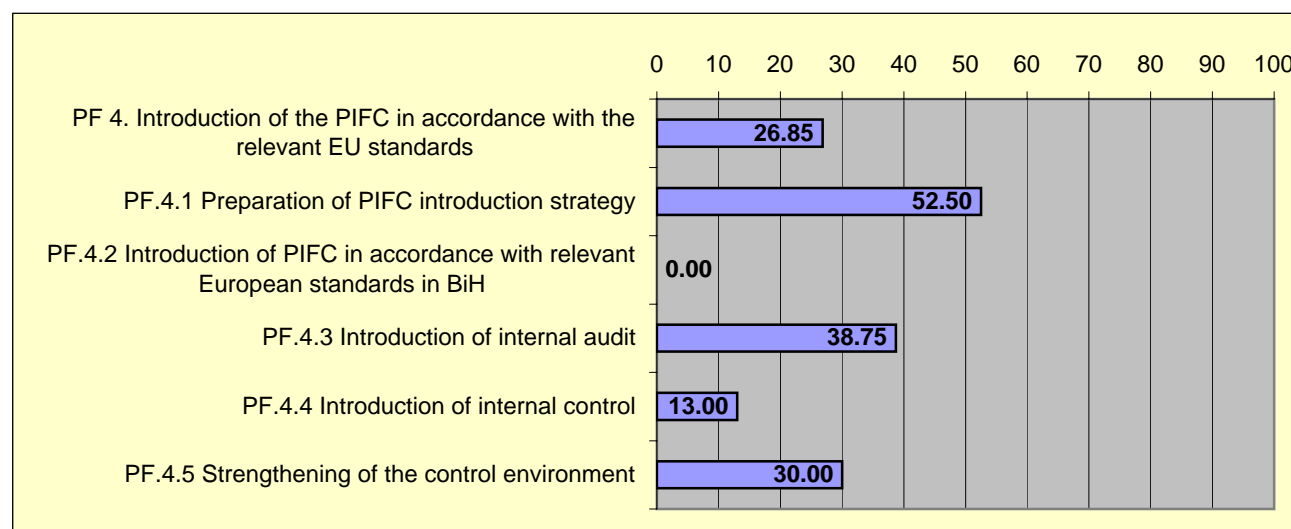 0 10 20 30 40 50 60 70 80 90 100
PF 4. Introduction of the PIFC in accordance with the
relevant EU standards
26.85
PF.4.1 Preparation of PIFC introduction strategy
52.50
PF.4.2 Introduction of PIFC in accordance with relevant
European standards in BiH
0.00
PF.4.3 Introduction of internal audit
38.75
PF.4.4 Introduction of internal control
13.00
PF.4.5 Strengthening of the control environment
30.00